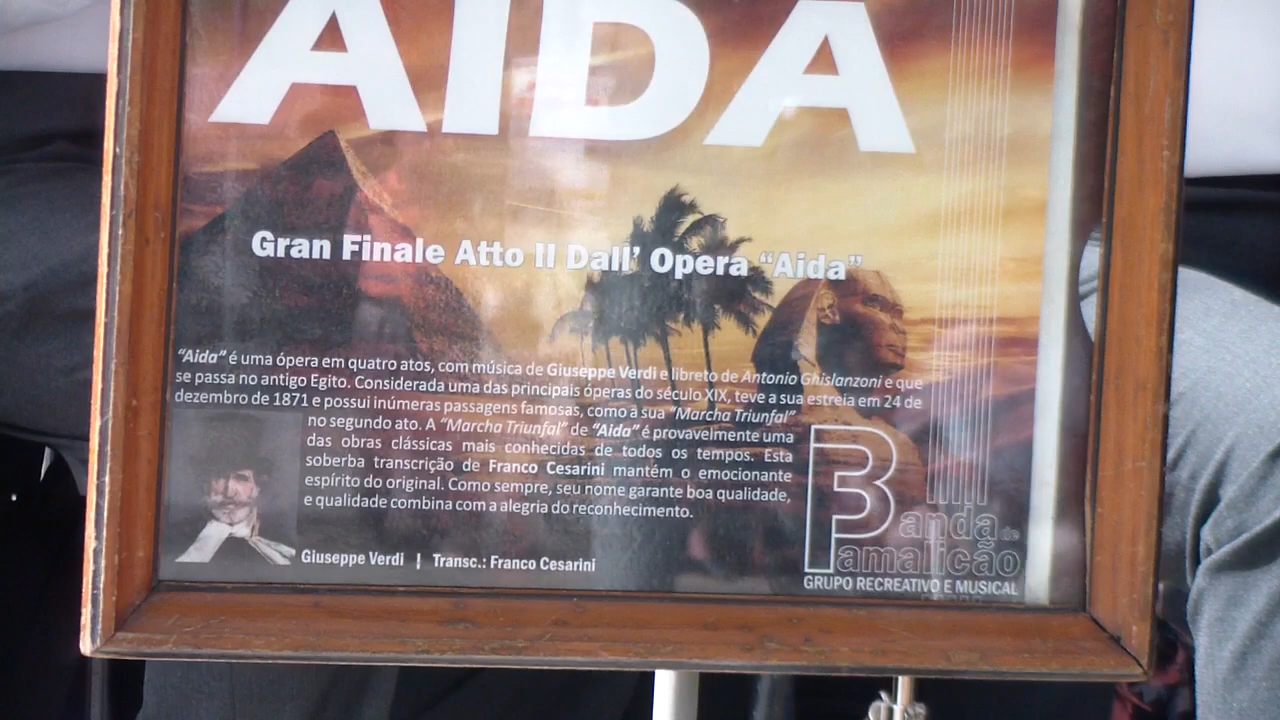 AIDA
Gran Finale Atto II Dall' Opera "Aida"
"Aida" é uma ópera em quatro atos, com música de Giuseppe Verdi e libreto de Antonio Ghislanzoni e que
se passa no antigo Egito. Considerada uma das principais óperas do século XIX, teve a sua estreia em 24 de
dezembro de 1871 e possui inúmeras passagens famosas, como a sua "Marcha Triunfal"
no segundo ato. A "Marcha Triunfal" de "Aida" é provavelmente uma
das obras clássicas mais conhecidas de todos os tempos. Esta
soberba transcrição de Franco Cesarini mantém o emocionante
espírito do original. Como sempre, seu nome garante boa qualidade,
e qualidade combina com a alegria do reconhecimento.
Giuseppe Verdi | Transc.: Franco Cesarini
Banda de
Famalicão
GRUPO RECREATIVO E MUSICAL